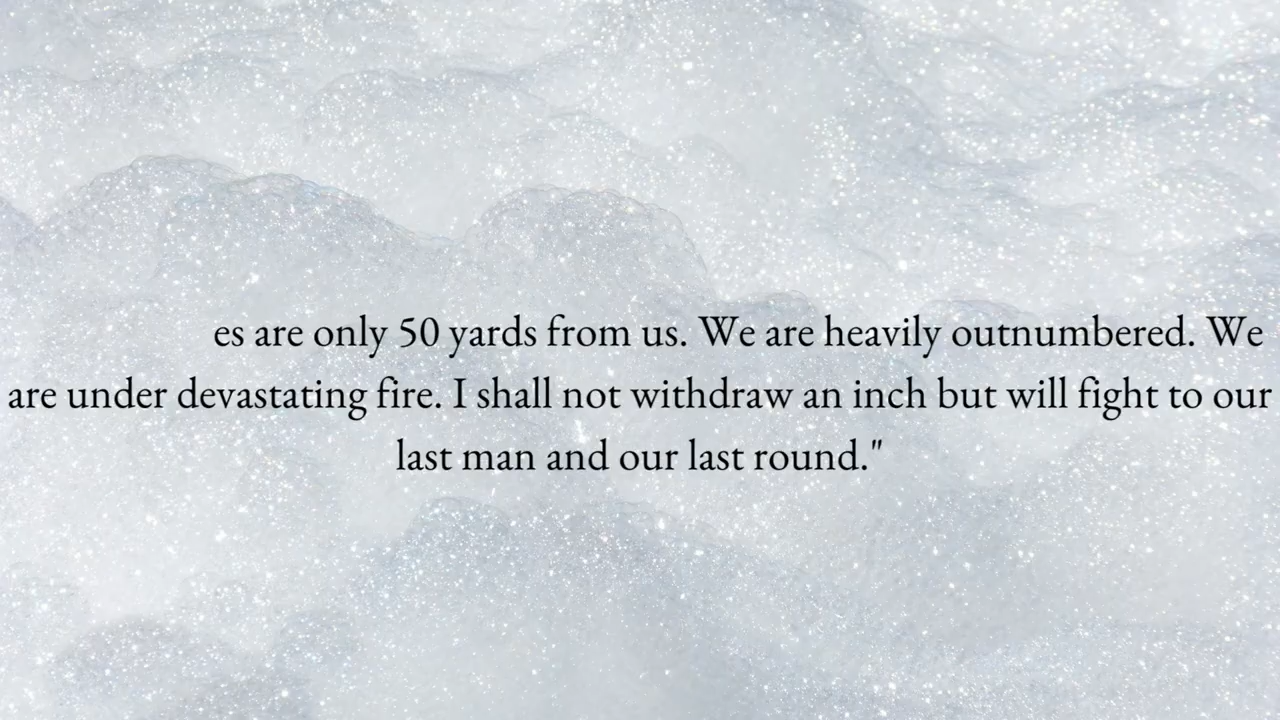 es are only 50 yards from us. We are heavily outnumbered. We
are under devastating fire. I shall not withdraw an inch but will fight to our
last man and our last round."